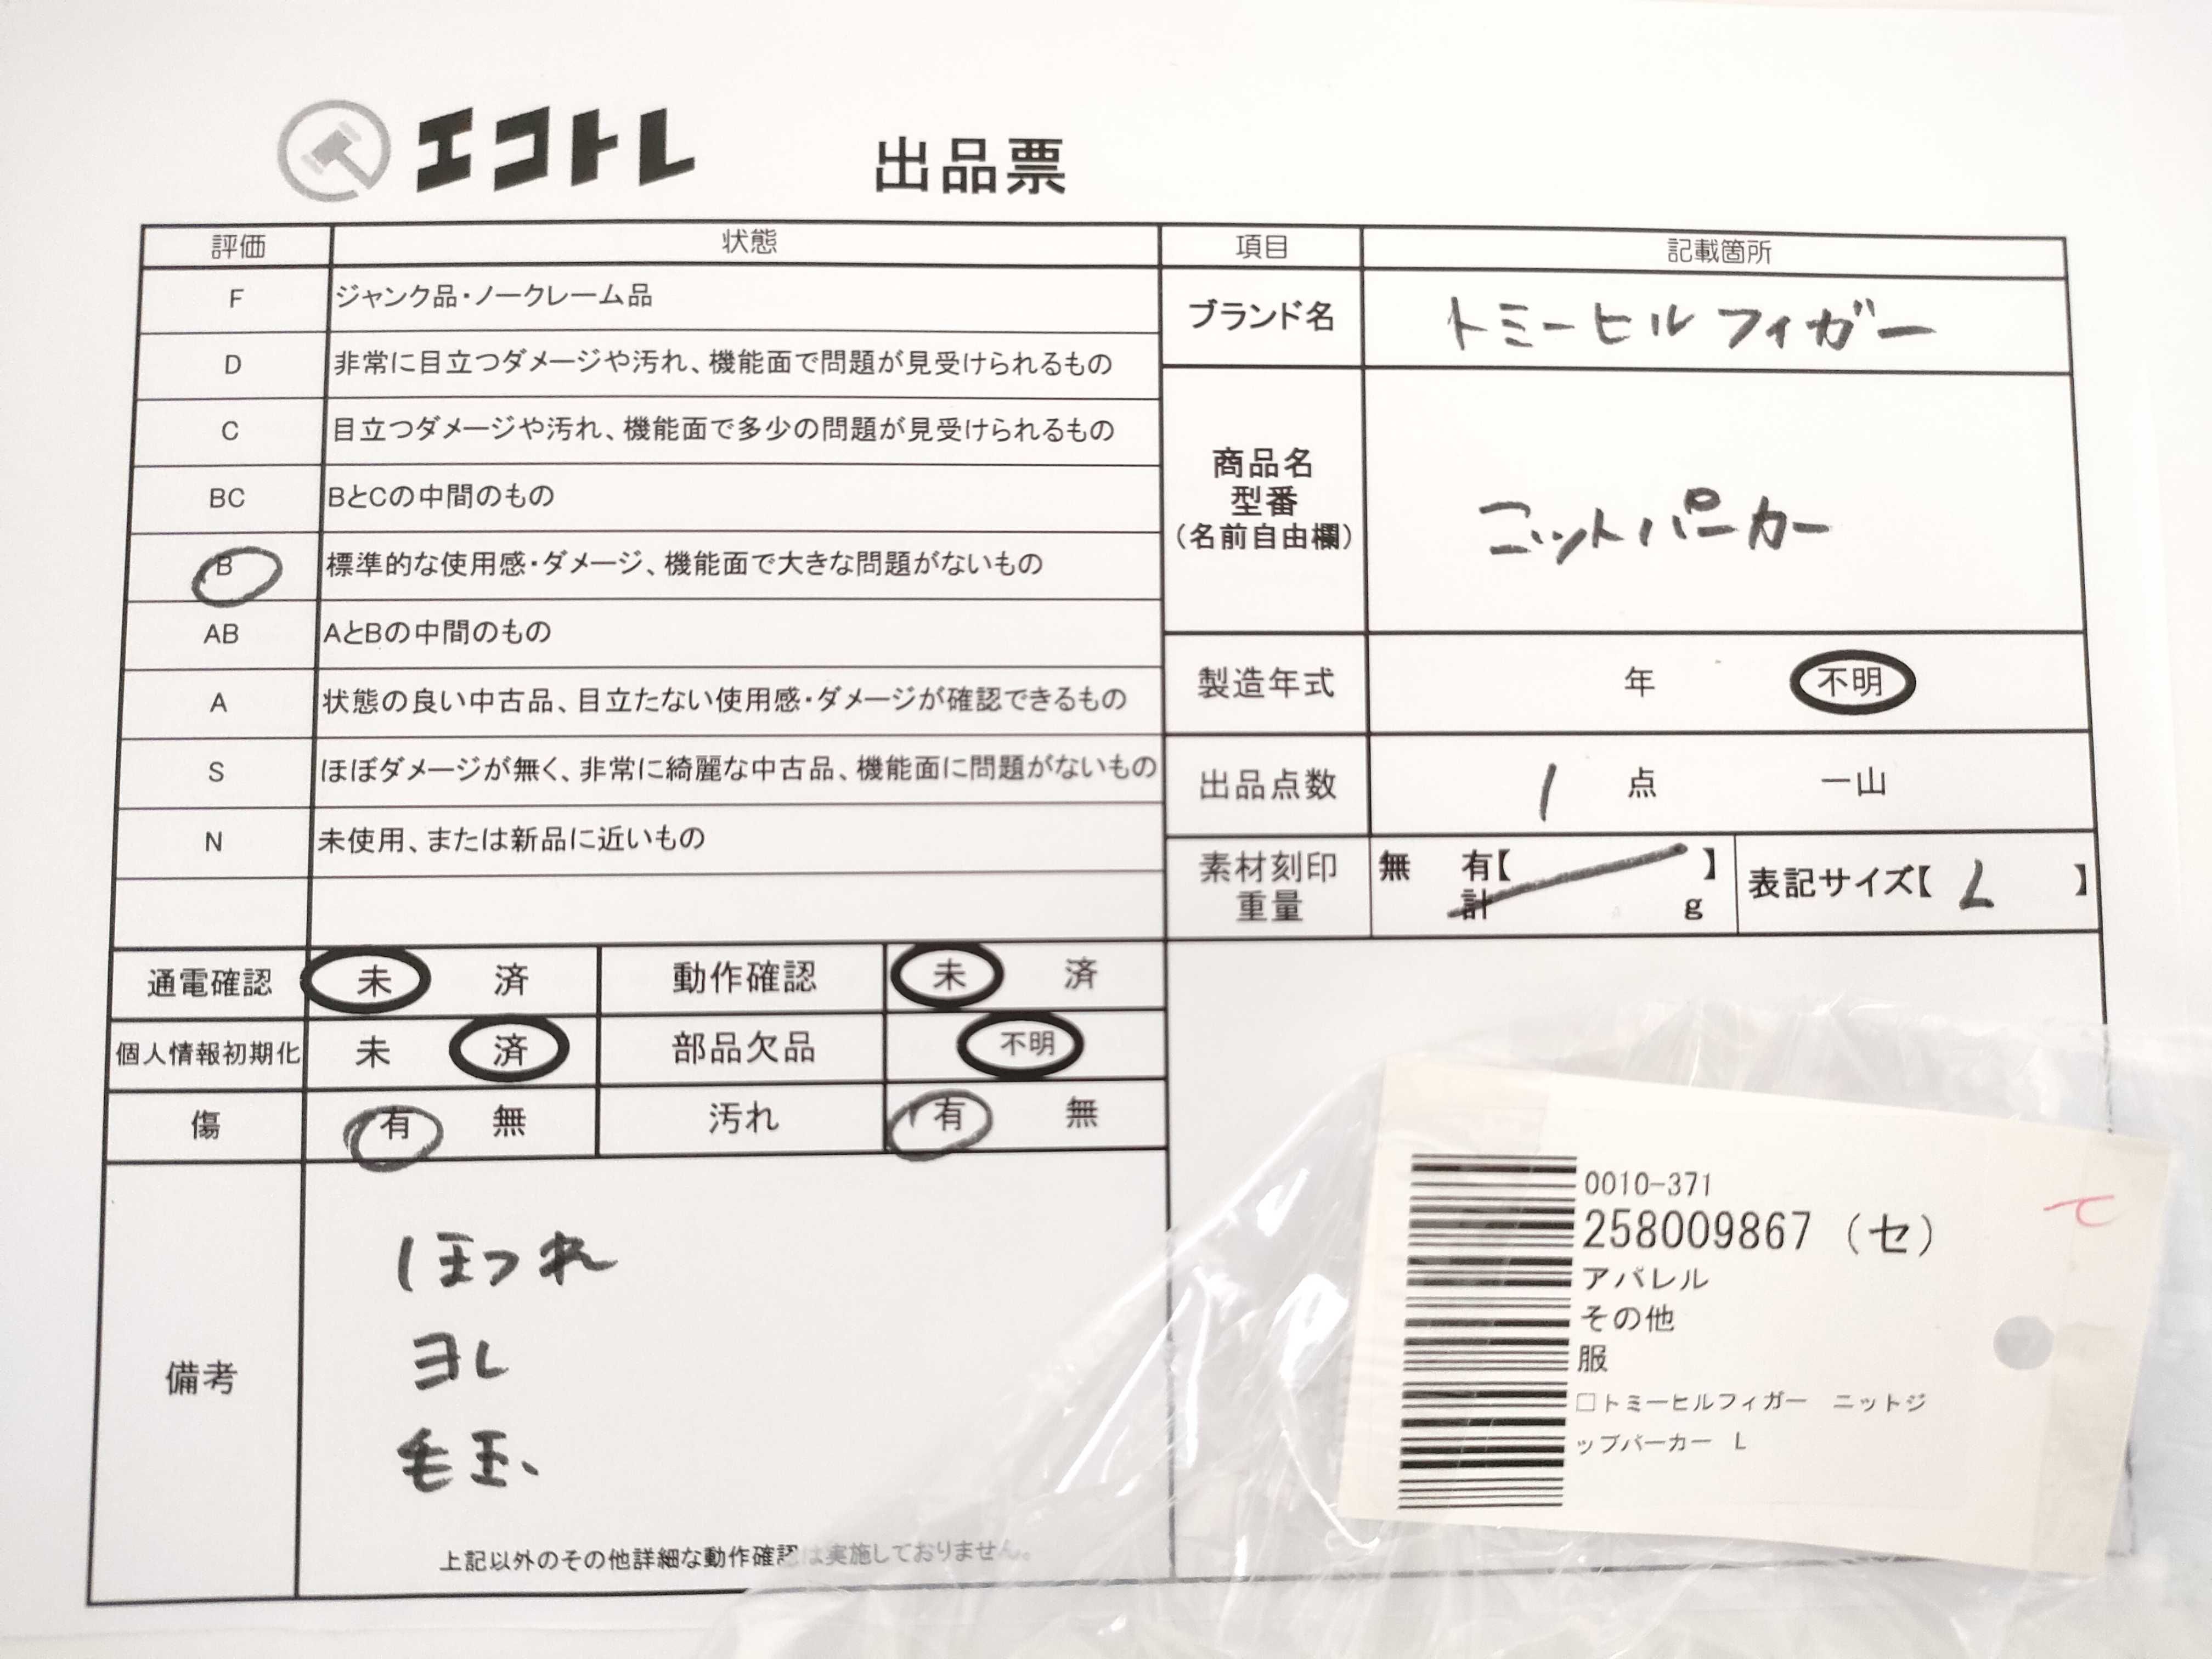 エコトレ 出品票
評価 状態
F ジャンク品・ノークレーム品
D 非常に目立つダメージや汚れ、機能面で問題が見受けられるもの
C 目立つダメージや汚れ、機能面で多少の問題が見受けられるもの
BC BとCの中間のもの
B 標準的な使用感・ダメージ、機能面で大きな問題がないもの
AB AとBの中間のもの
A 状態の良い中古品、目立たない使用感・ダメージが確認できるもの
S ほぼダメージが無く、非常に綺麗な中古品、機能面に問題がないもの
N 未使用、または新品に近いもの
項目 記載箇所
ブランド名 トミーヒルフィガー
商品名
型番
(名前自由欄)
ニットパーカー
製造年式 年 不明
出品点数 1 点 一山
素材刻印 無 有【 】
重量 計 g
表記サイズ【 L 】
通電確認 未 済 動作確認 未 済
個人情報初期化 未 済 部品欠品 不明
傷 有 無 汚れ 有 無
備考
ほつれ
ヨレ
毛玉、
上記以外のその他詳細な動作確認は実施しておりません。
0010-371
258009867 (セ)
アパレル
その他
服
□トミーヒルフィガー ニットジ
ップパーカー L